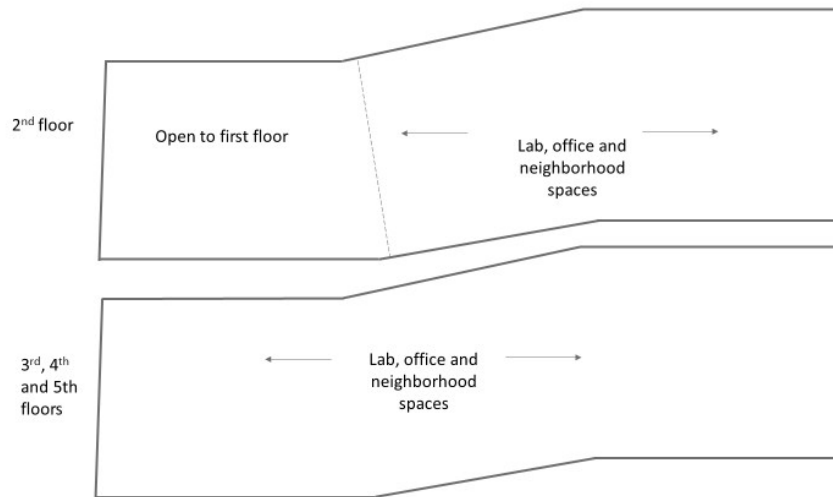 2nd floor
Open to first floor
Lab, office and
neighborhood
spaces
3rd, 4th
and 5th
floors
Lab, office and
neighborhood
spaces